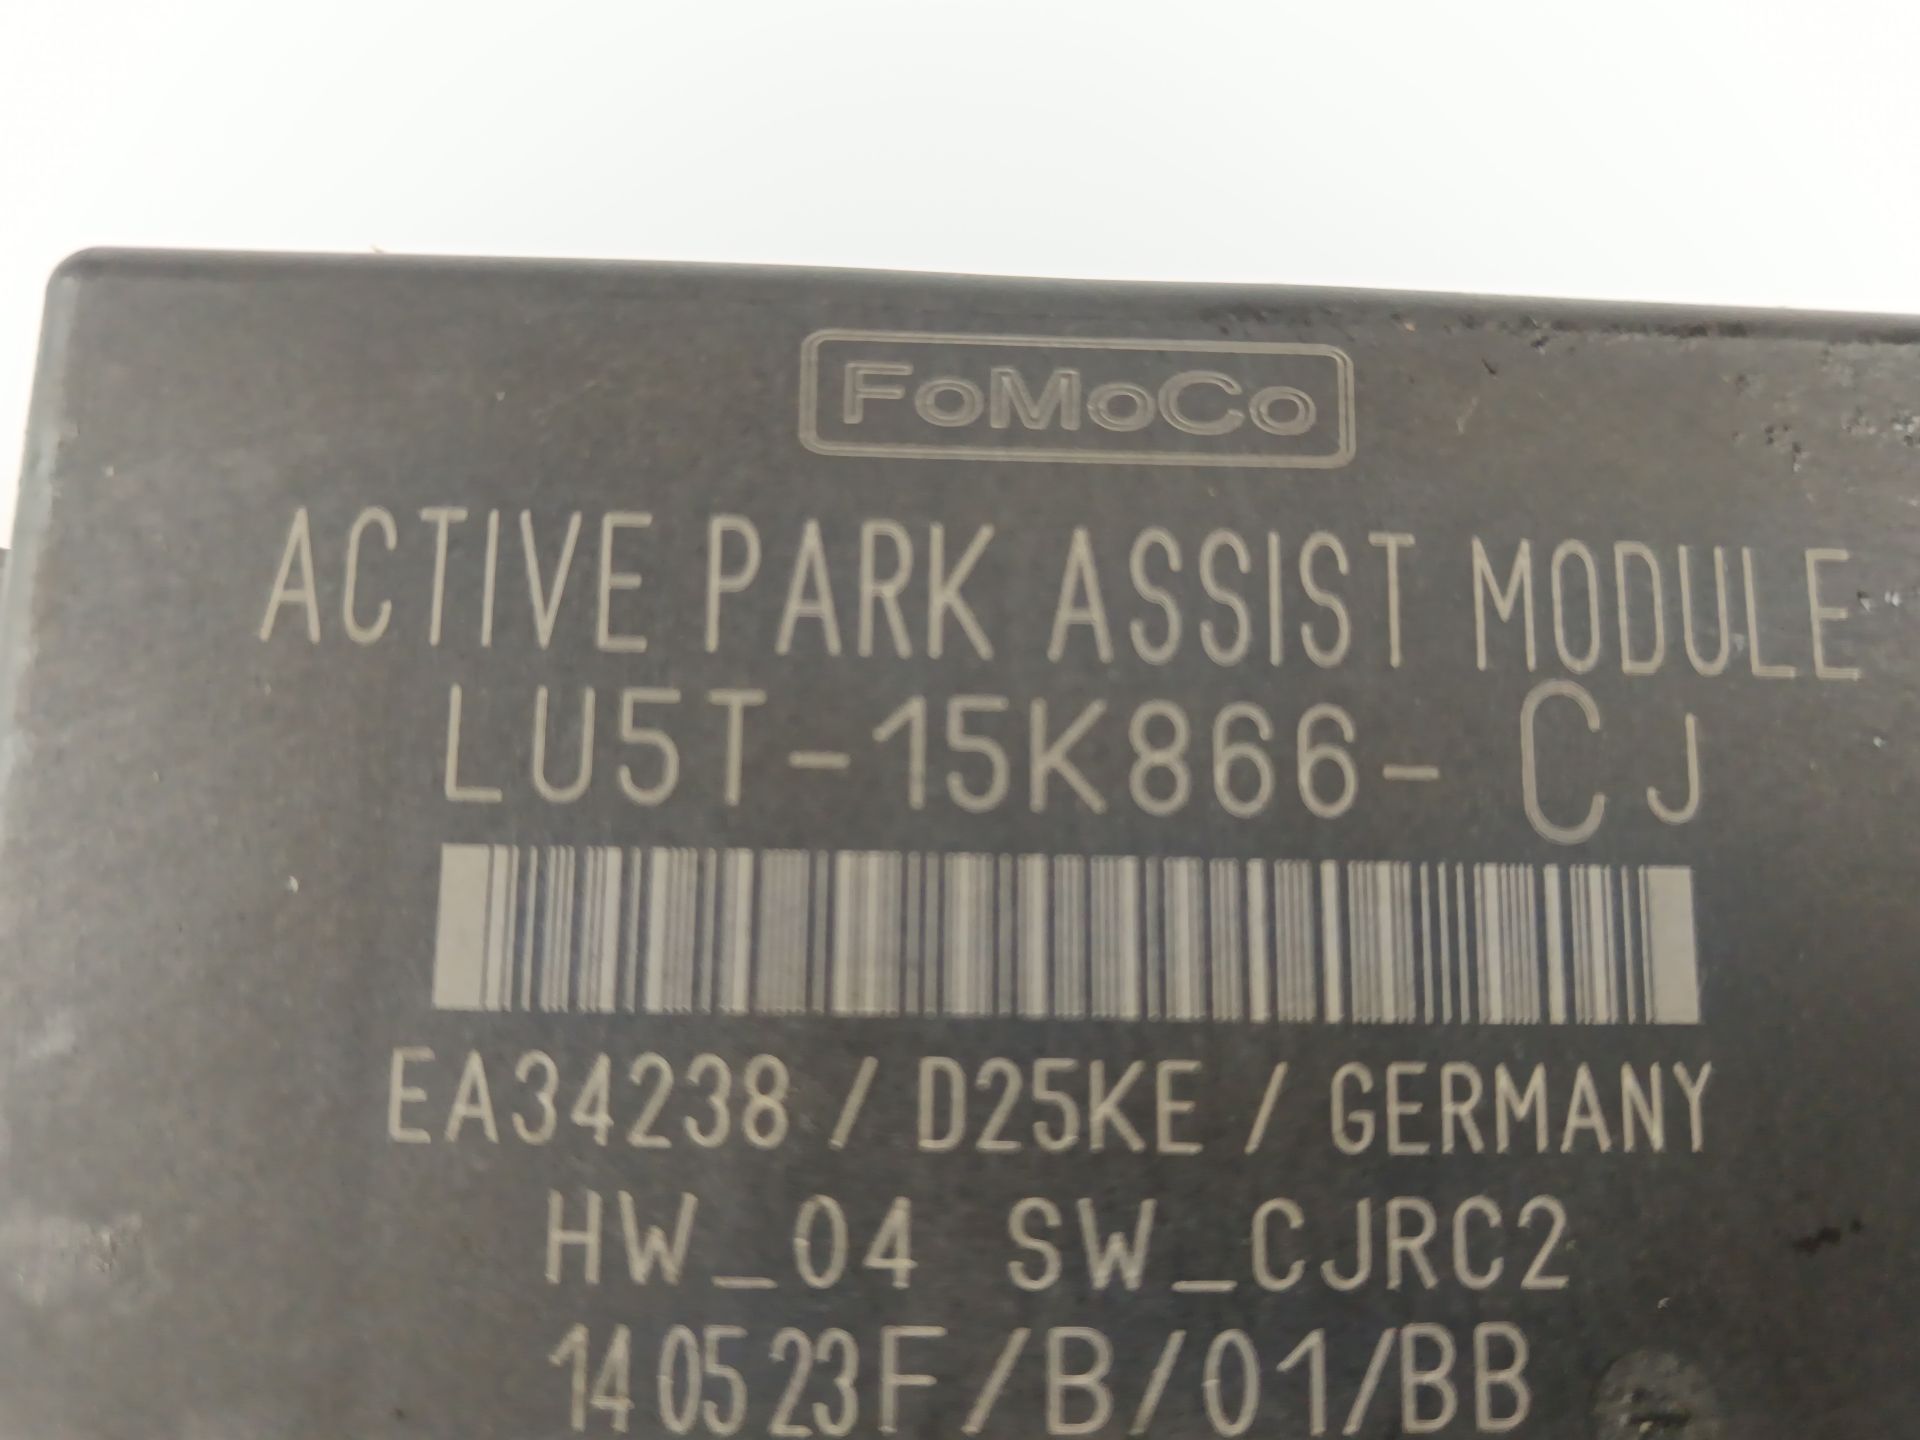 FoMoCo
ACTIVE PARK ASSIST MODULE
LU5T-15K866-CJ
EA34238 / D25KE / GERMANY
HW_04 SW_CJRC2
140523F/B/01/BB